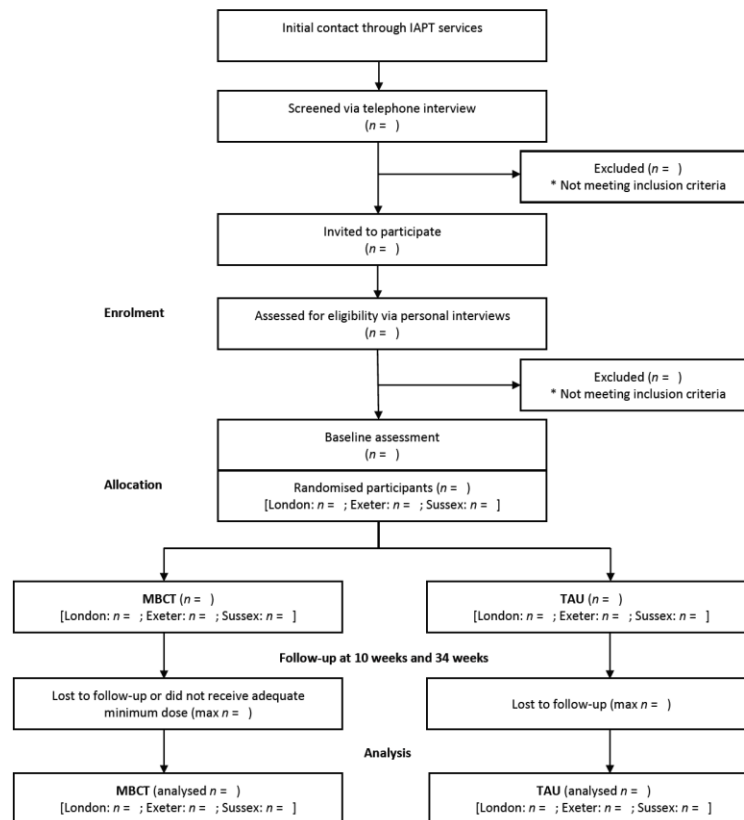 Initial contact through IAPT services
Screened via telephone interview
(n = )
Excluded (n = )
* Not meeting inclusion criteria
Invited to participate
(n = )
Enrolment
Assessed for eligibility via personal interviews
(n = )
Excluded (n = )
* Not meeting inclusion criteria
Baseline assessment
(n = )
Allocation
Randomised participants (n = )
[London: n = ; Exeter: n = ; Sussex: n = ]
MBCT (n = )
[London: n = ; Exeter: n = ; Sussex: n = ]
TAU (n = )
[London: n = ; Exeter: n = ; Sussex: n = ]
Follow-up at 10 weeks and 34 weeks
Lost to follow-up or did not receive adequate
minimum dose (max n = )
Lost to follow-up (max n = )
Analysis
MBCT (analysed n = )
[London: n = ; Exeter: n = ; Sussex: n = ]
TAU (analysed n = )
[London: n = ; Exeter: n = ; Sussex: n = ]